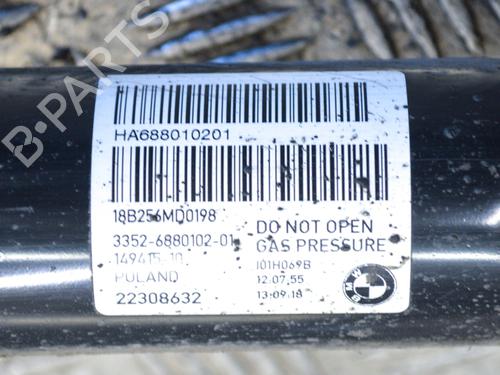 B-PARTS
HA688010201
18B256MD0198
3352-6880102-01
149415-10
POLAND
22308632
DO NOT OPEN
GAS PRESSURE
I01H069B
12:07:55
13.09.18
BMW